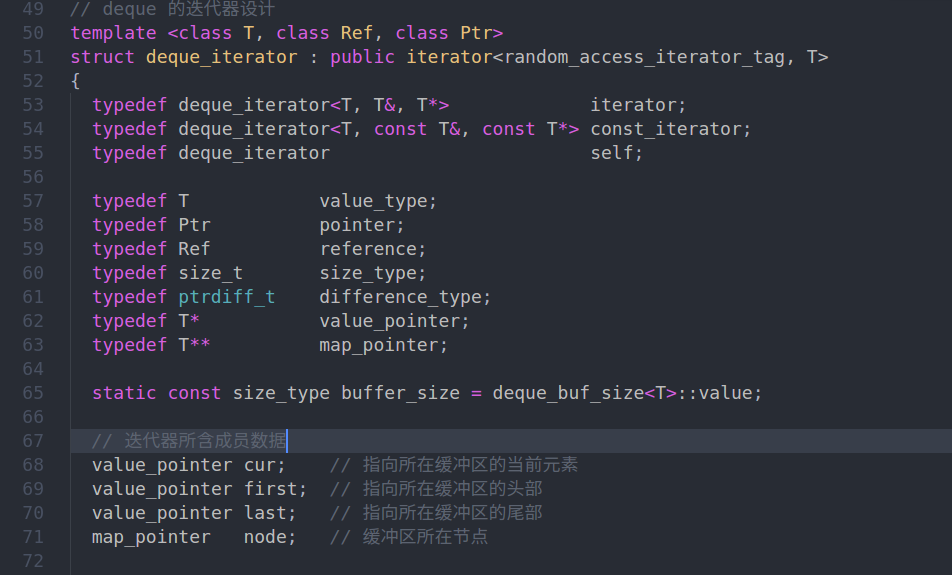 49 // deque 的迭代器设计
50 template <class T, class Ref, class Ptr>
51 struct deque_iterator : public iterator<random_access_iterator_tag, T>
52 {
53   typedef deque_iterator<T, T&, T*>             iterator;
54   typedef deque_iterator<T, const T&, const T*> const_iterator;
55   typedef deque_iterator                        self;
56
57   typedef T            value_type;
58   typedef Ptr          pointer;
59   typedef Ref          reference;
60   typedef size_t       size_type;
61   typedef ptrdiff_t    difference_type;
62   typedef T*           value_pointer;
63   typedef T**          map_pointer;
64
65   static const size_type buffer_size = deque_buf_size<T>::value;
66
67   // 迭代器所含成员数据
68   value_pointer cur;    // 指向所在缓冲区的当前元素
69   value_pointer first;  // 指向所在缓冲区的头部
70   value_pointer last;   // 指向所在缓冲区的尾部
71   map_pointer   node;   // 缓冲区所在节点
72